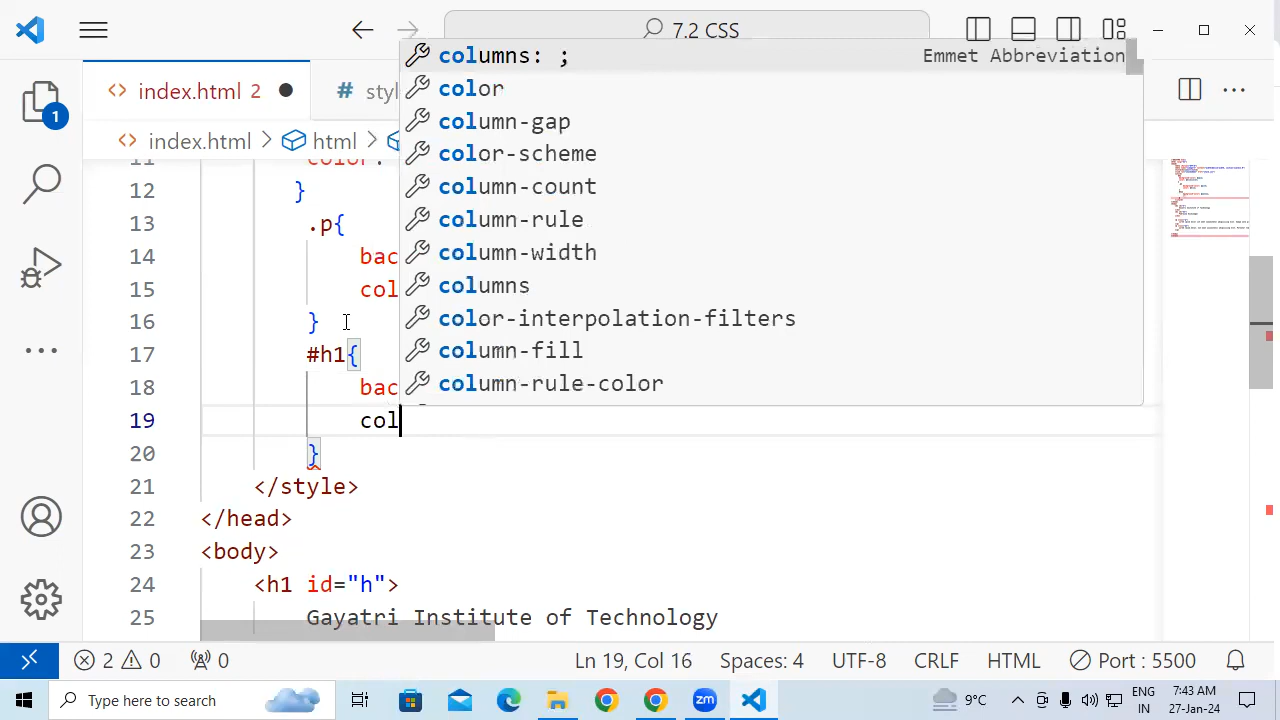 7.2 CSS
index.html 2
# styl
index.html > html >
columns: ; Emmet Abbreviation
color
column-gap
color-scheme
column-count
column-rule
column-width
columns
color-interpolation-filters
column-fill
column-rule-color
11 color:
12 }
13 .p{
14 bac
15 col
16 }
17 #h1{
18 bac
19 col
20 }
21 </style>
22 </head>
23 <body>
24 <h1 id="h">
25 Gayatri Institute of Technology
1
2 0 0 Ln 19, Col 16 Spaces: 4 UTF-8 CRLF HTML Port : 5500
Type here to search zm 9°C ENG IN 7:43 AM 27-Jan-24